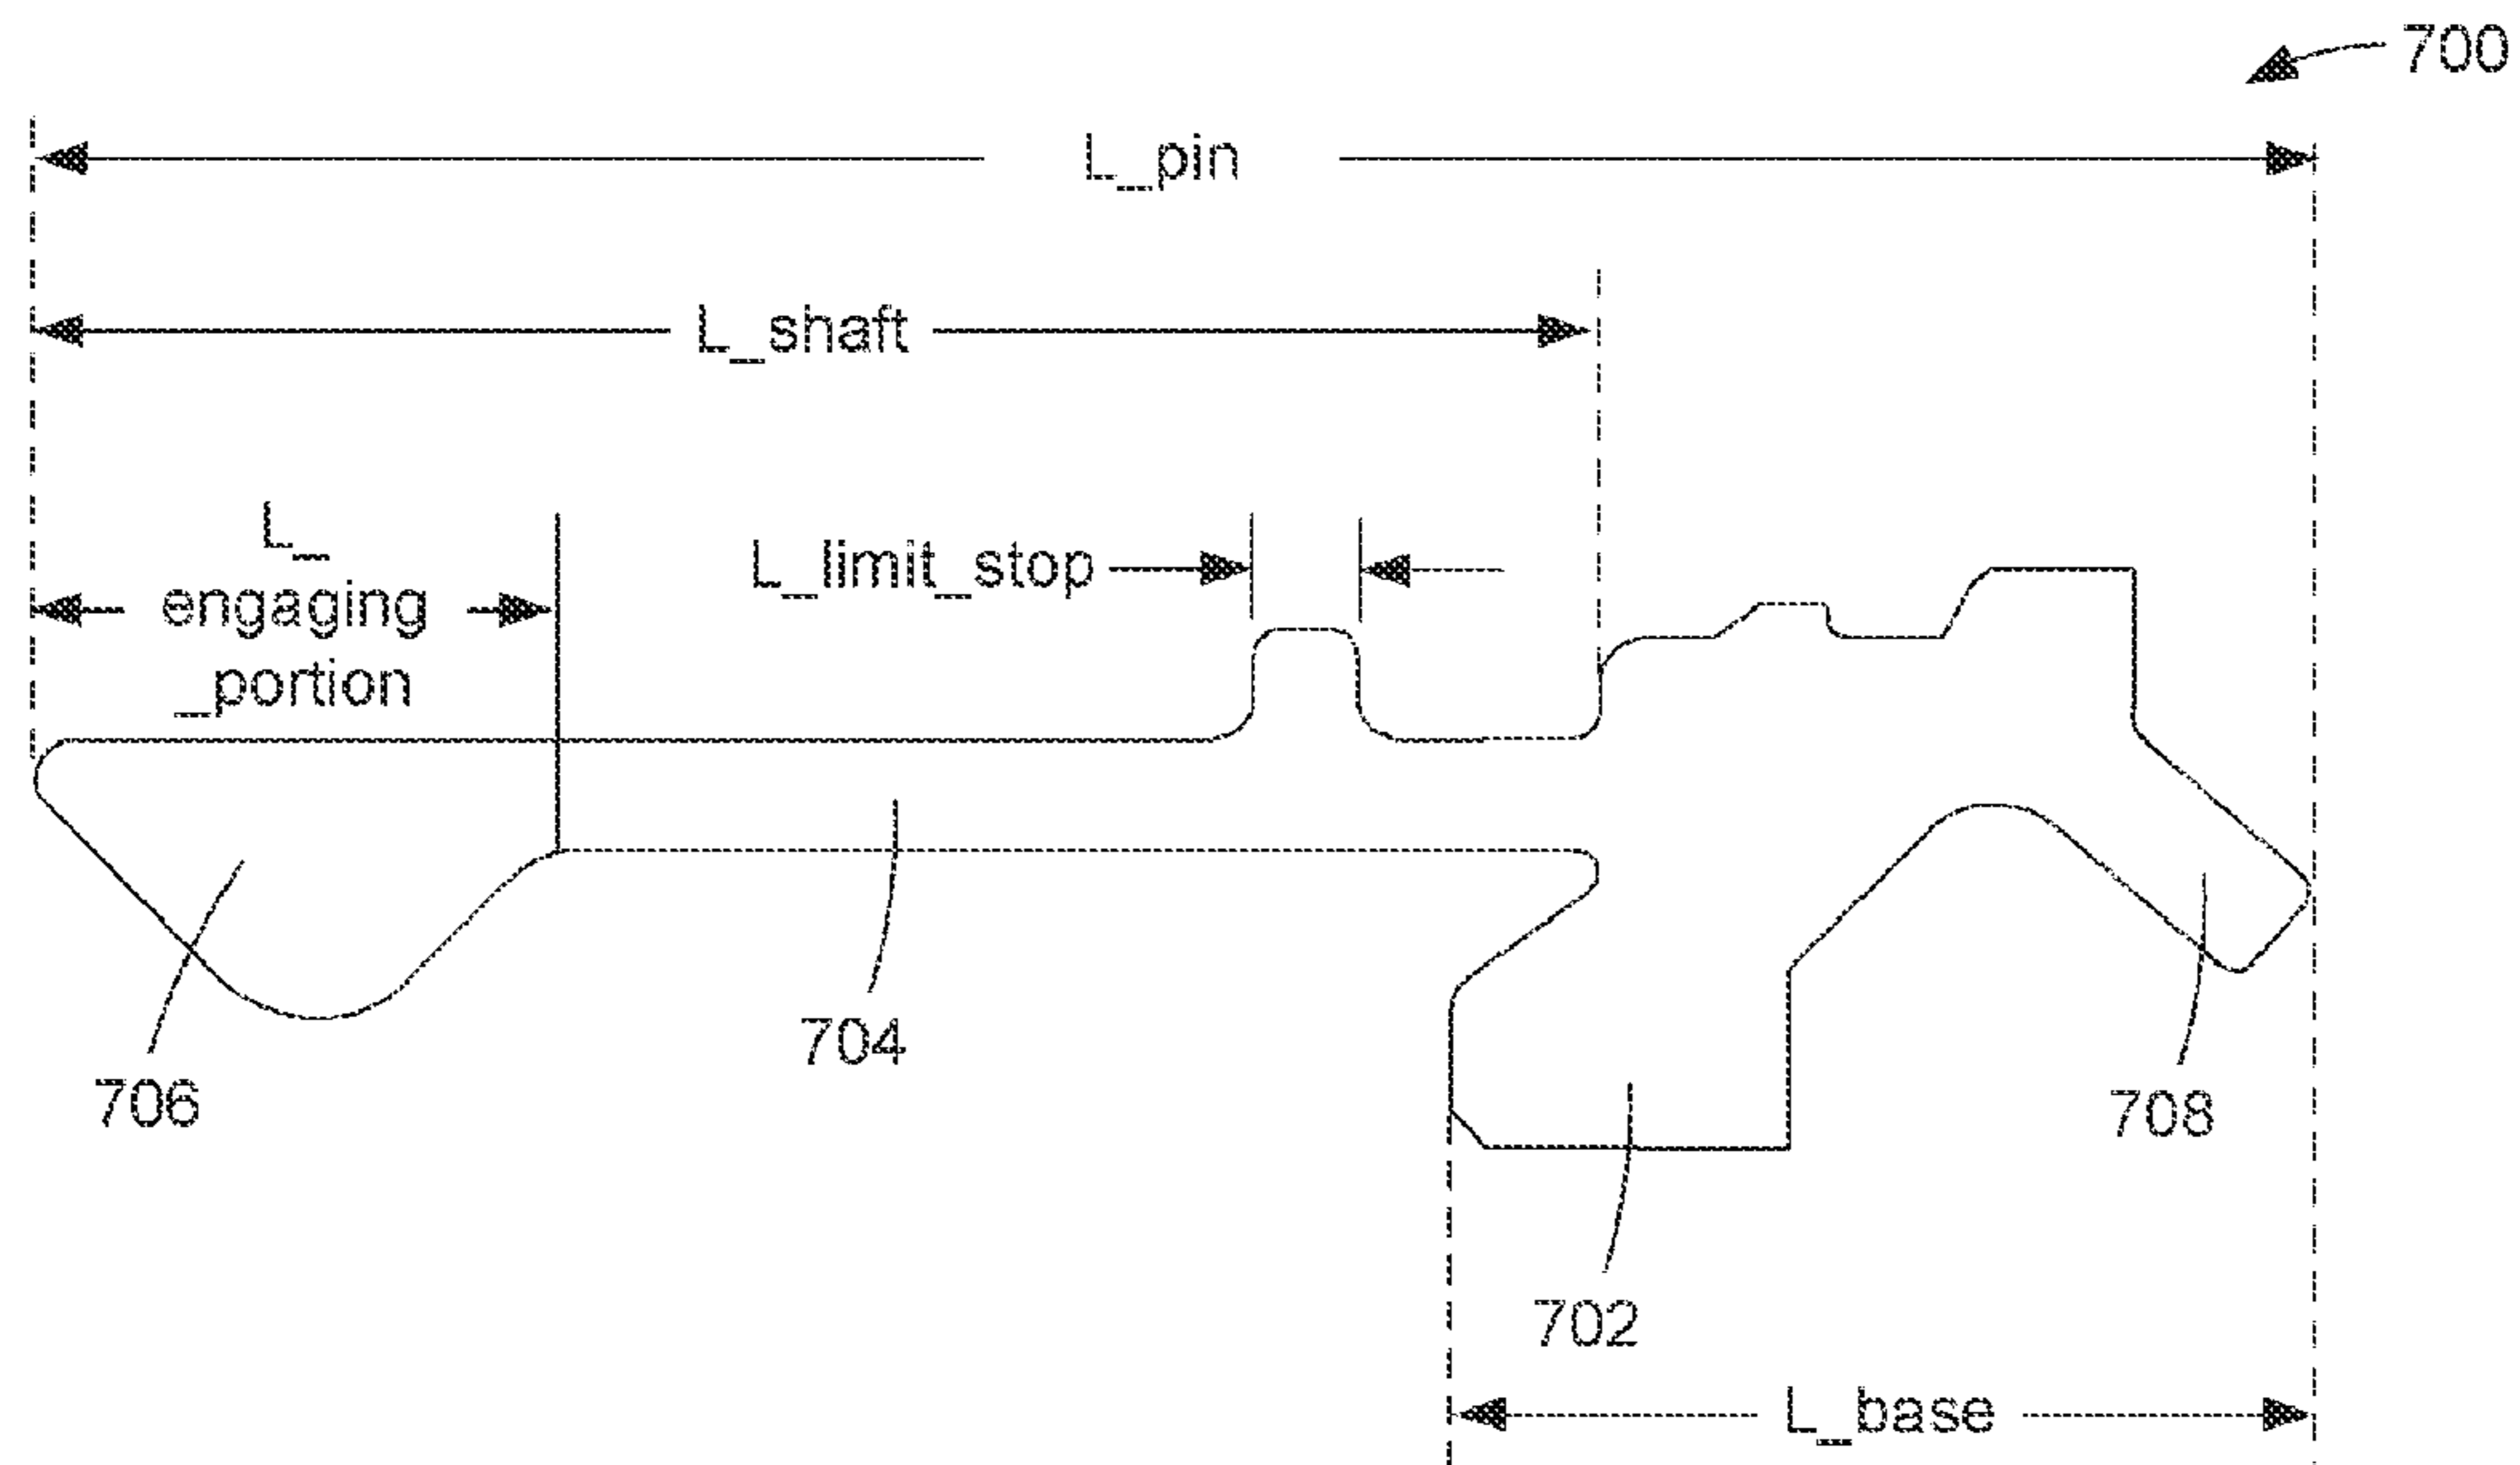 700
L_pin
L_shaft
L_
engaging
_portion
L_limit_stop
704
706
708
702
L_base